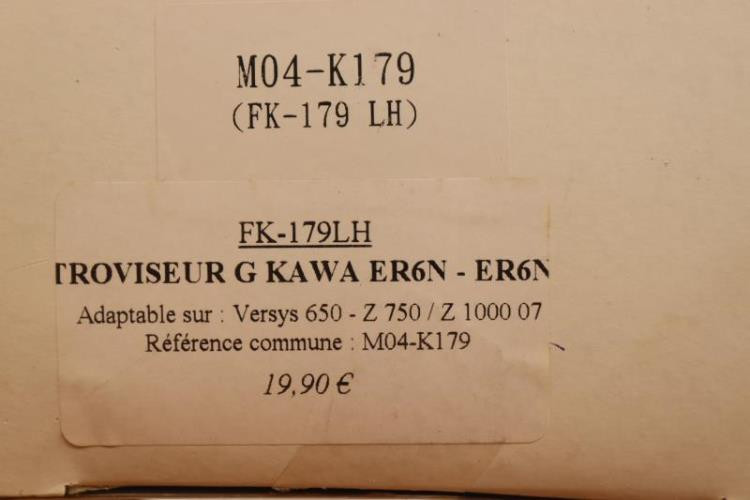 M04-K179
(FK-179 LH)
FK-179LH
TROVISEUR G KAWA ER6N - ER6N
Adaptable sur : Versys 650 - Z 750 / Z 1000 07
Référence commune : M04-K179
19,90 €